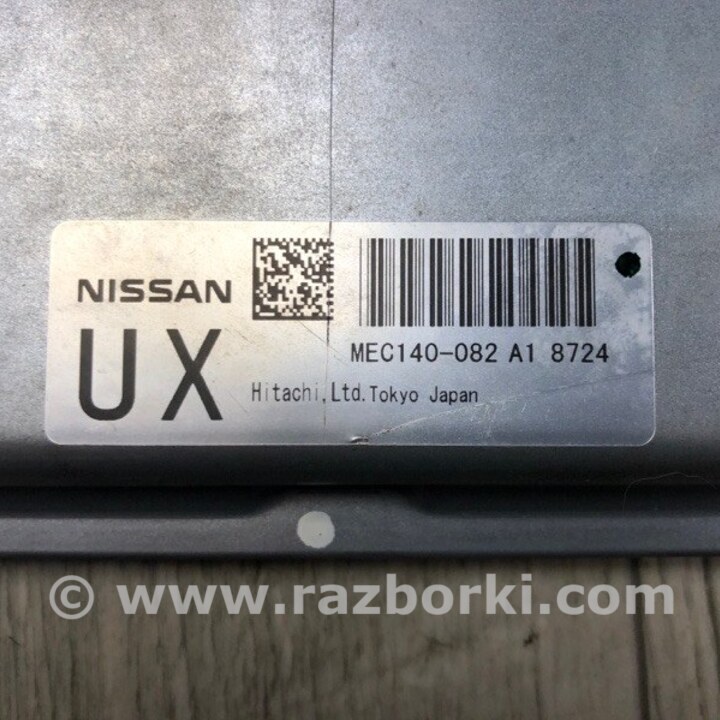 NISSAN
UX
MEC140-082 A1 8724
Hitachi,Ltd.Tokyo Japan
© www.razborki.com